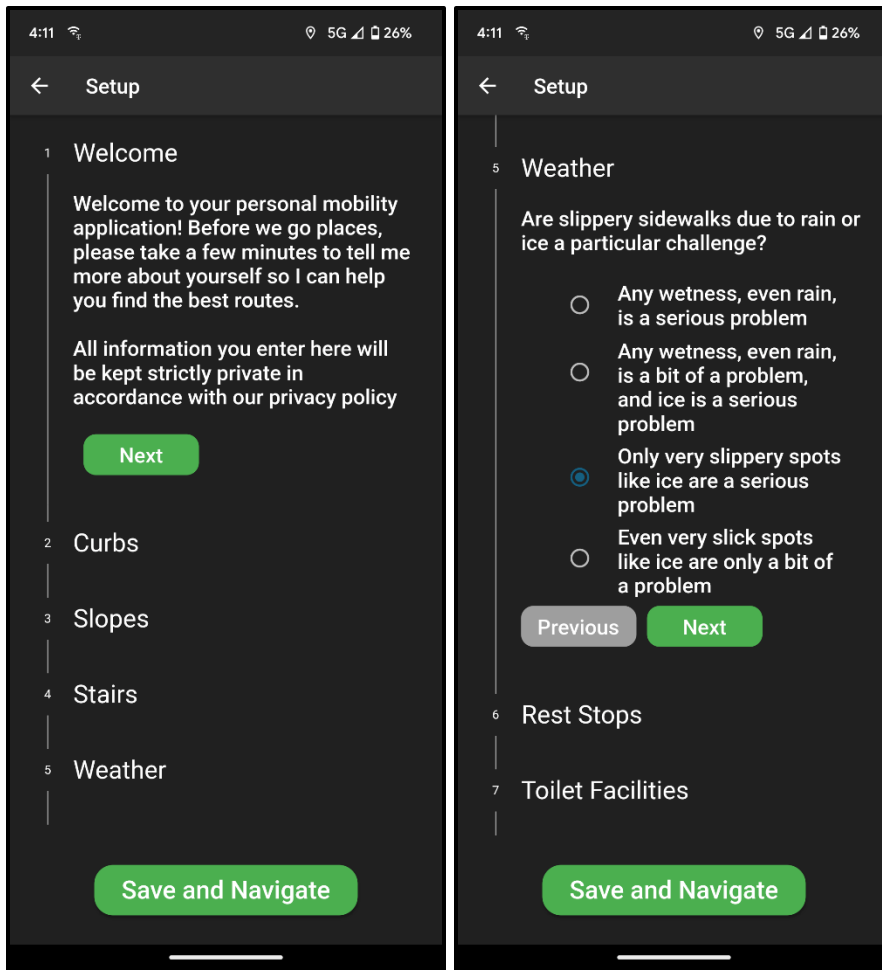 4:11
5G 26%
Setup
1 Welcome
Welcome to your personal mobility
application! Before we go places,
please take a few minutes to tell me
more about yourself so I can help
you find the best routes.
All information you enter here will
be kept strictly private in
accordance with our privacy policy
Next
2 Curbs
3 Slopes
4 Stairs
5 Weather
Save and Navigate
4:11
5G 26%
Setup
5 Weather
Are slippery sidewalks due to rain or
ice a particular challenge?
Any wetness, even rain,
is a serious problem
Any wetness, even rain,
is a bit of a problem,
and ice is a serious
problem
Only very slippery spots
like ice are a serious
problem
Even very slick spots
like ice are only a bit of
a problem
Previous
Next
6 Rest Stops
7 Toilet Facilities
Save and Navigate